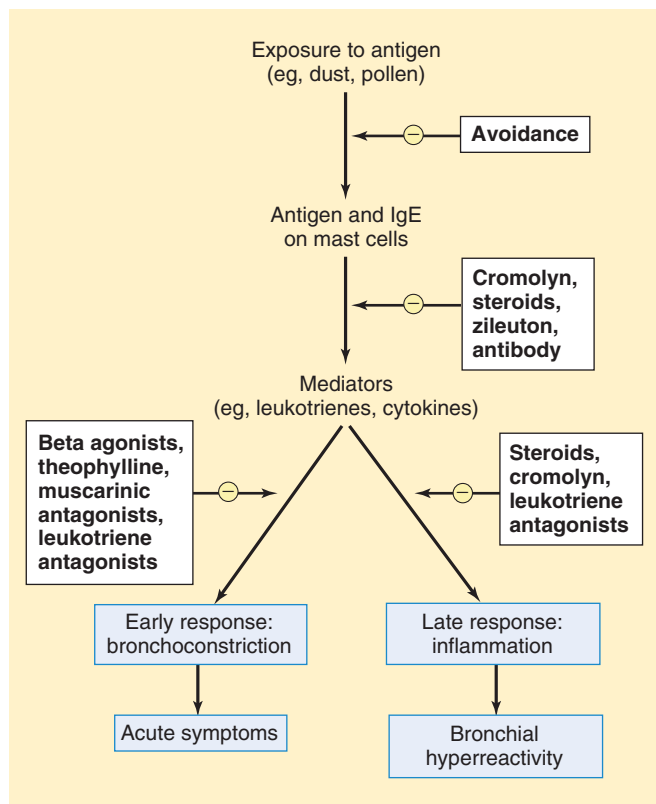 Exposure to antigen
(eg, dust, pollen)
Avoidance
Antigen and IgE
on mast cells
Cromolyn,
steroids,
zileuton,
antibody
Mediators
(eg, leukotrienes, cytokines)
Beta agonists,
theophylline,
muscarinic
antagonists,
leukotriene
antagonists
Steroids,
cromolyn,
leukotriene
antagonists
Early response:
bronchoconstriction
Late response:
inflammation
Acute symptoms
Bronchial
hyperreactivity